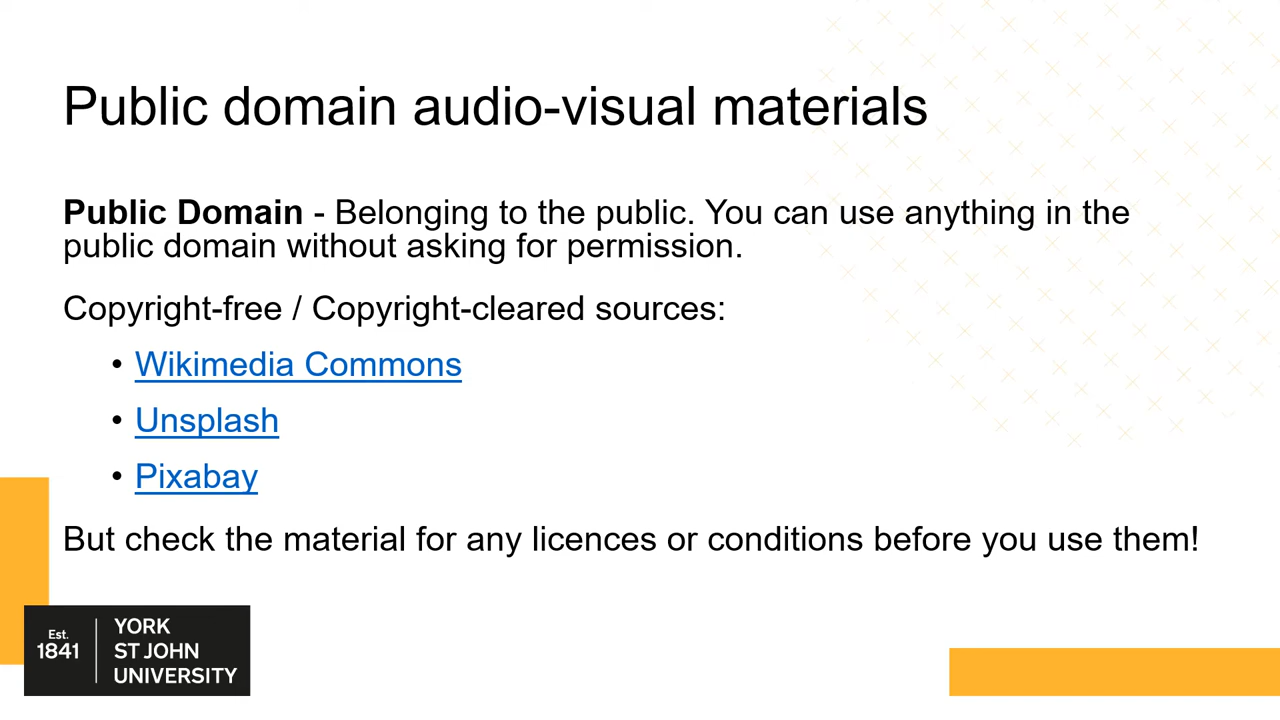 Public domain audio-visual materials
Public Domain - Belonging to the public. You can use anything in the
public domain without asking for permission.
Copyright-free / Copyright-cleared sources:
• Wikimedia Commons
• Unsplash
• Pixabay
But check the material for any licences or conditions before you use them!
Est.
1841
YORK
ST JOHN
UNIVERSITY